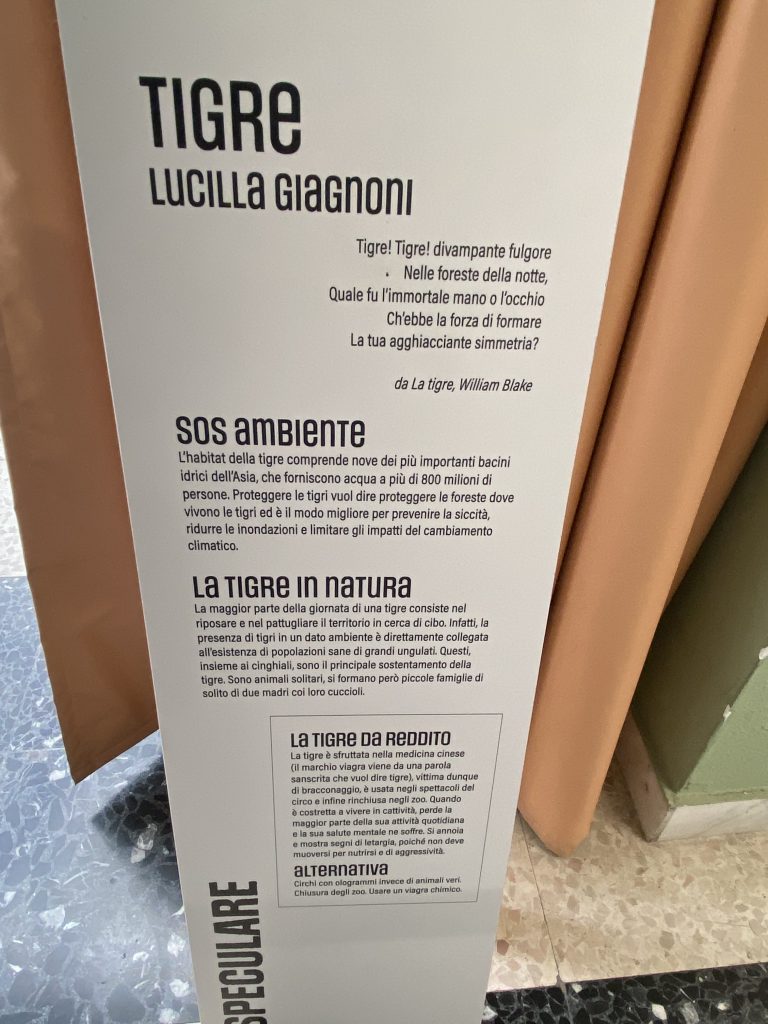 TIGRE
LUCILLA GIAGNONI
Tigre! Tigre! divampante fulgore
Nelle foreste della notte,
Quale fu l'immortale mano o l'occhio
Ch'ebbe la forza di formare
La tua agghiacciante simmetria?
da La tigre, William Blake
SOS AMBIENTE
L'habitat della tigre comprende nove dei più importanti bacini
idrici dell'Asia, che forniscono acqua a più di 800 milioni di
persone. Proteggere le tigri vuol dire proteggere le foreste dove
vivono le tigri ed è il modo migliore per prevenire la siccità,
ridurre le inondazioni e limitare gli impatti del cambiamento
climatico.
LA TIGRE IN NATURA
La maggior parte della giornata di una tigre consiste nel
riposare e nel pattugliare il territorio in cerca di cibo. Infatti, la
presenza di tigri in un dato ambiente è direttamente collegata
all'esistenza di popolazioni sane di grandi ungulati. Questi,
insieme ai cinghiali, sono il principale sostentamento della
tigre. Sono animali solitari, si formano però piccole famiglie di
solito di due madri coi loro cuccioli.
LA TIGRE DA REDDITO
La tigre è sfruttata nella medicina cinese
(il marchio viagra viene da una parola
sanscrita che vuol dire tigre), vittima dunque
di bracconaggio, è usata negli spettacoli del
circo e infine rinchiusa negli zoo. Quando
è costretta a vivere in cattività, perde la
maggior parte della sua attività quotidiana
e la sua salute mentale ne soffre. Si annoia
e mostra segni di letargia, poiché non deve
muoversi per nutrirsi e di aggressività.
ALTERNATIVA
Circhi con ologrammi invece di animali veri.
Chiusura degli zoo. Usare un viagra chimico.
SPECULARE